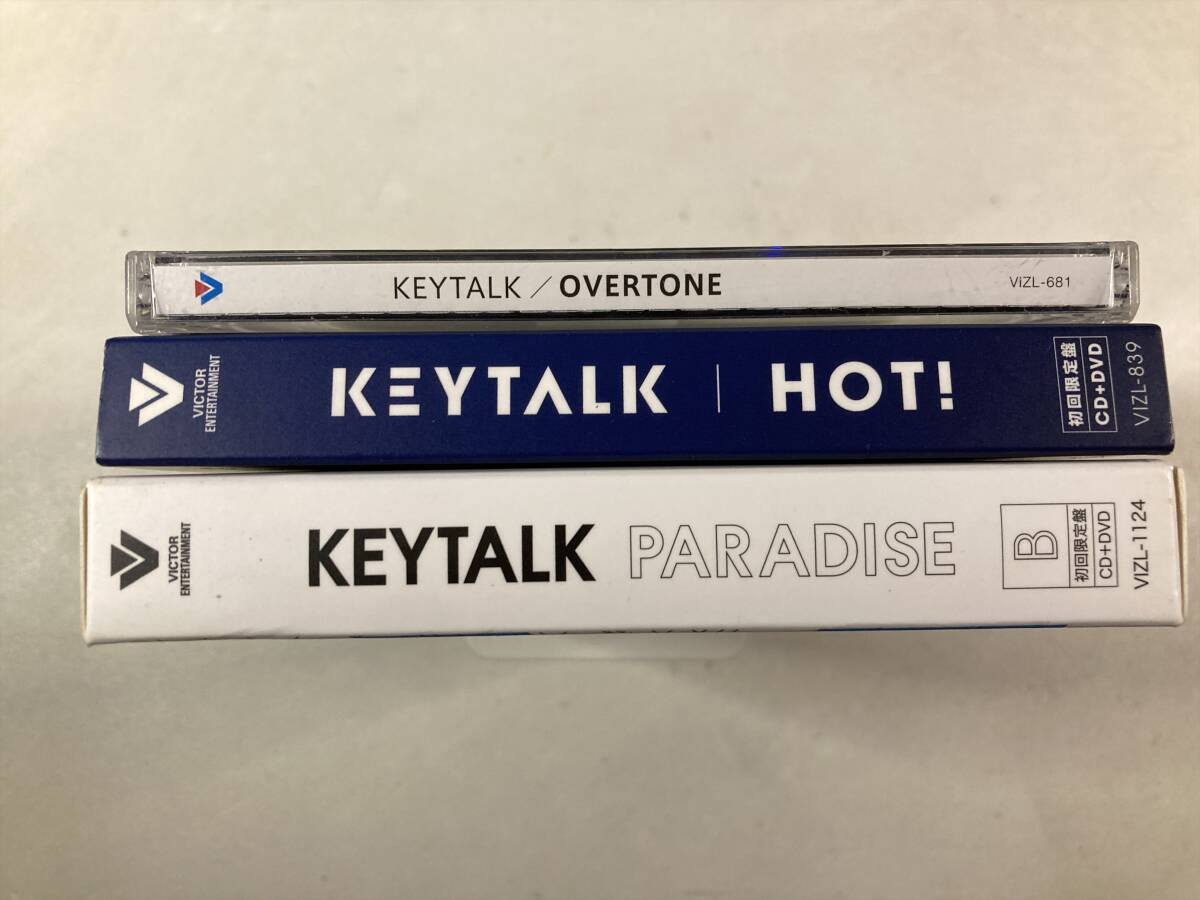 KEYTALK / OVERTONE
VIZL-681
VICTOR
ENTERTAINMENT
KEYTALK | HOT!
初回限定盤
CD+DVD
VIZL-839
VICTOR
ENTERTAINMENT
KEYTALK PARADISE
B
初回限定盤
CD+DVD
VIZL-1124